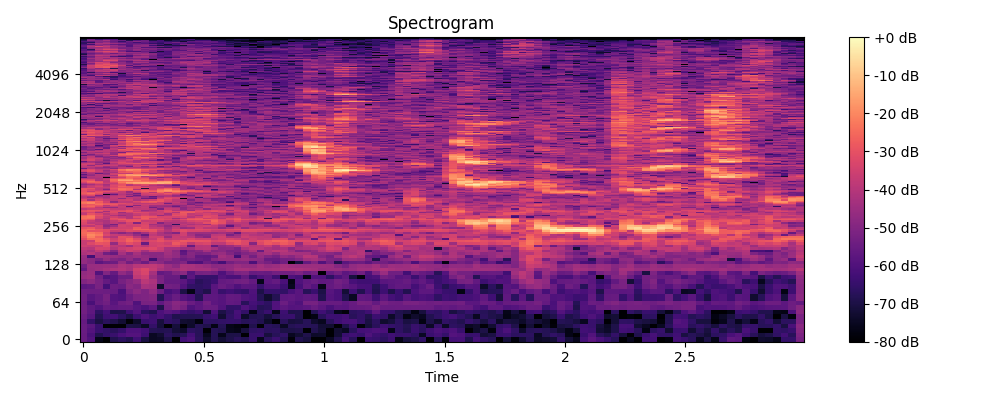 Spectrogram
Hz
4096
2048
1024
512
256
128
64
0
0
0.5
1
1.5
2
2.5
Time
+0 dB
-10 dB
-20 dB
-30 dB
-40 dB
-50 dB
-60 dB
-70 dB
-80 dB